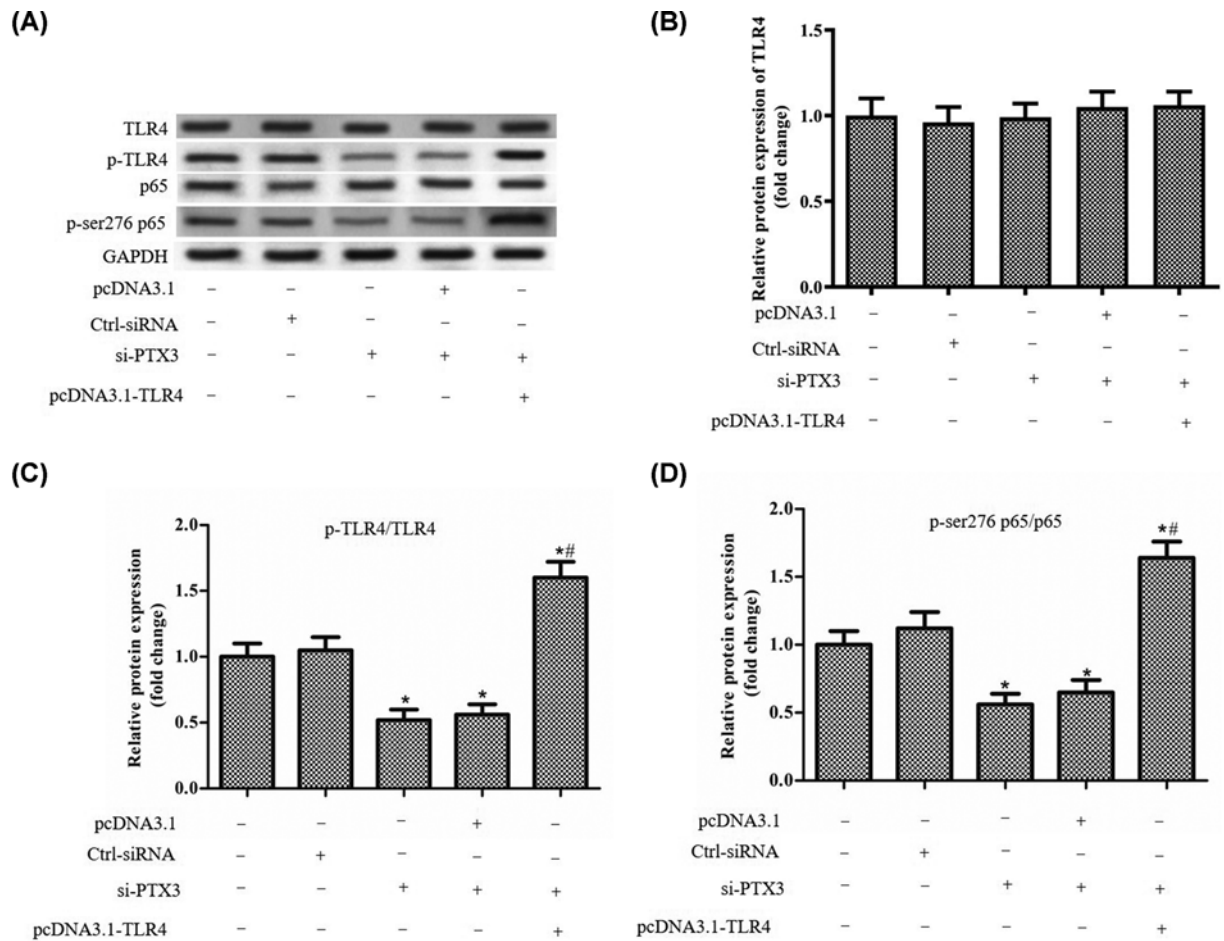 (A)
TLR4
p-TLR4
p65
p-ser276 p65
GAPDH
pcDNA3.1 – – – + –
Ctrl-siRNA – + – – –
si-PTX3 – – + + +
pcDNA3.1-TLR4 – – – – +
(B)
Relative protein expression of TLR4
(fold change)
1.5
1.0
0.5
0.0
pcDNA3.1 – – – + –
Ctrl-siRNA – + – – –
si-PTX3 – – + + +
pcDNA3.1-TLR4 – – – – +
(C)
p-TLR4/TLR4
Relative protein expression
(fold change)
2.0
1.5
1.0
0.5
0.0
* * *#
pcDNA3.1 – – – + –
Ctrl-siRNA – + – – –
si-PTX3 – – + + +
pcDNA3.1-TLR4 – – – – +
(D)
p-ser276 p65/p65
Relative protein expression
(fold change)
2.0
1.5
1.0
0.5
0.0
* * *#
pcDNA3.1 – – – + –
Ctrl-siRNA – + – – –
si-PTX3 – – + + +
pcDNA3.1-TLR4 – – – – +